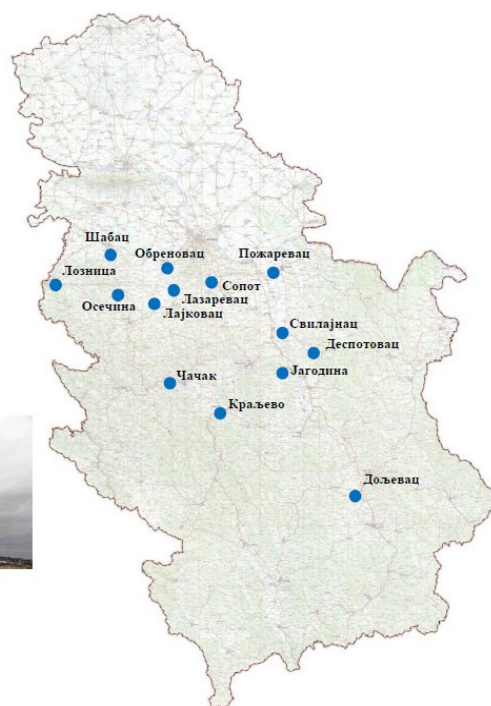 Шабац
Обреновац
Пожаревац
Лозница
Сопот
Лазаревац
Осечина
Лајковац
Свилајнац
Деспотовац
Јагодина
Чачак
Краљево
Дољевац